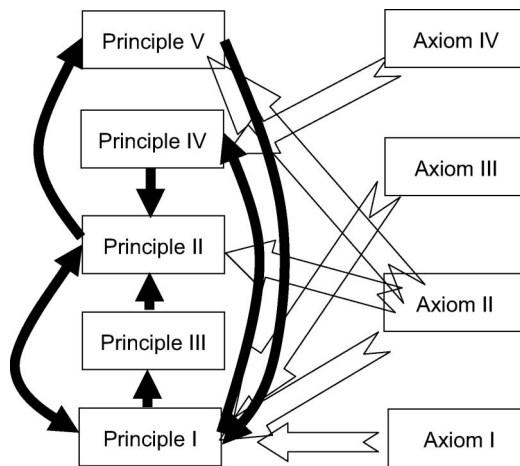 Principle V
Axiom IV
Principle IV
Axiom III
Principle II
Axiom II
Principle III
Principle I
Axiom I